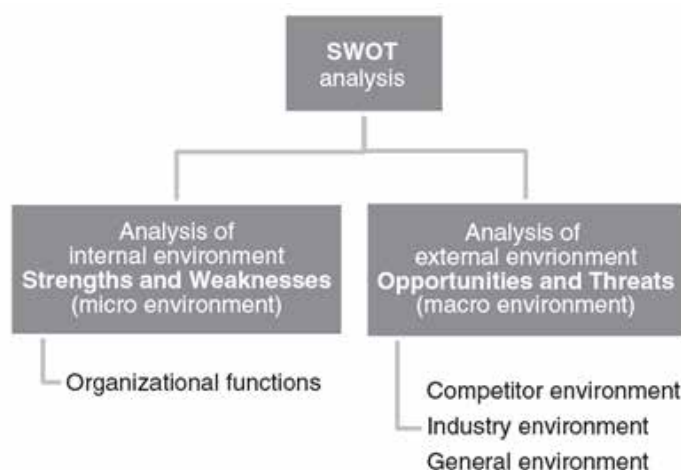 SWOT
analysis
Analysis of
internal environment
Strengths and Weaknesses
(micro environment)
Organizational functions
Analysis of
external envrionment
Opportunities and Threats
(macro environment)
Competitor environment
Industry environment
General environment